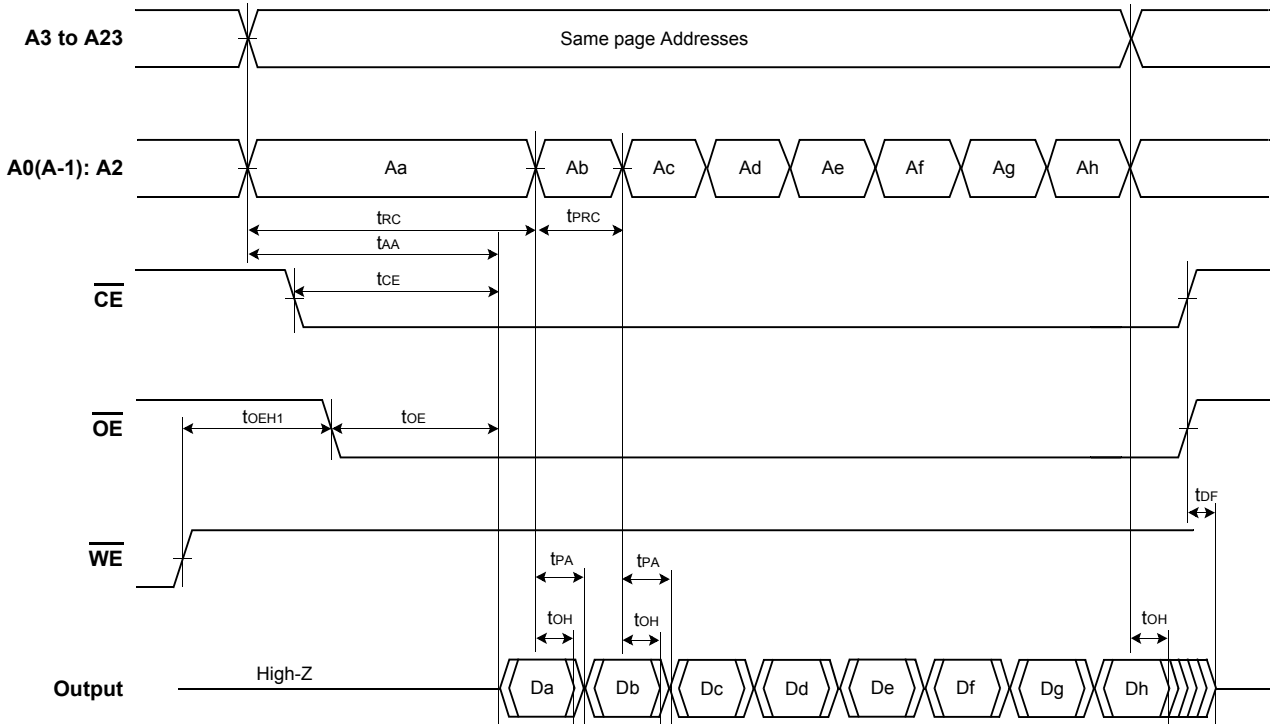 A3 to A23
Same page Addresses
A0(A-1): A2
Aa
Ab
Ac
Ad
Ae
Af
Ag
Ah
tRC
tPRC
tAA
CE
tCE
OE
tOEH1
tOE
tDF
WE
tPA
tPA
tOH
tOH
tOH
Output
High-Z
Da
Db
Dc
Dd
De
Df
Dg
Dh